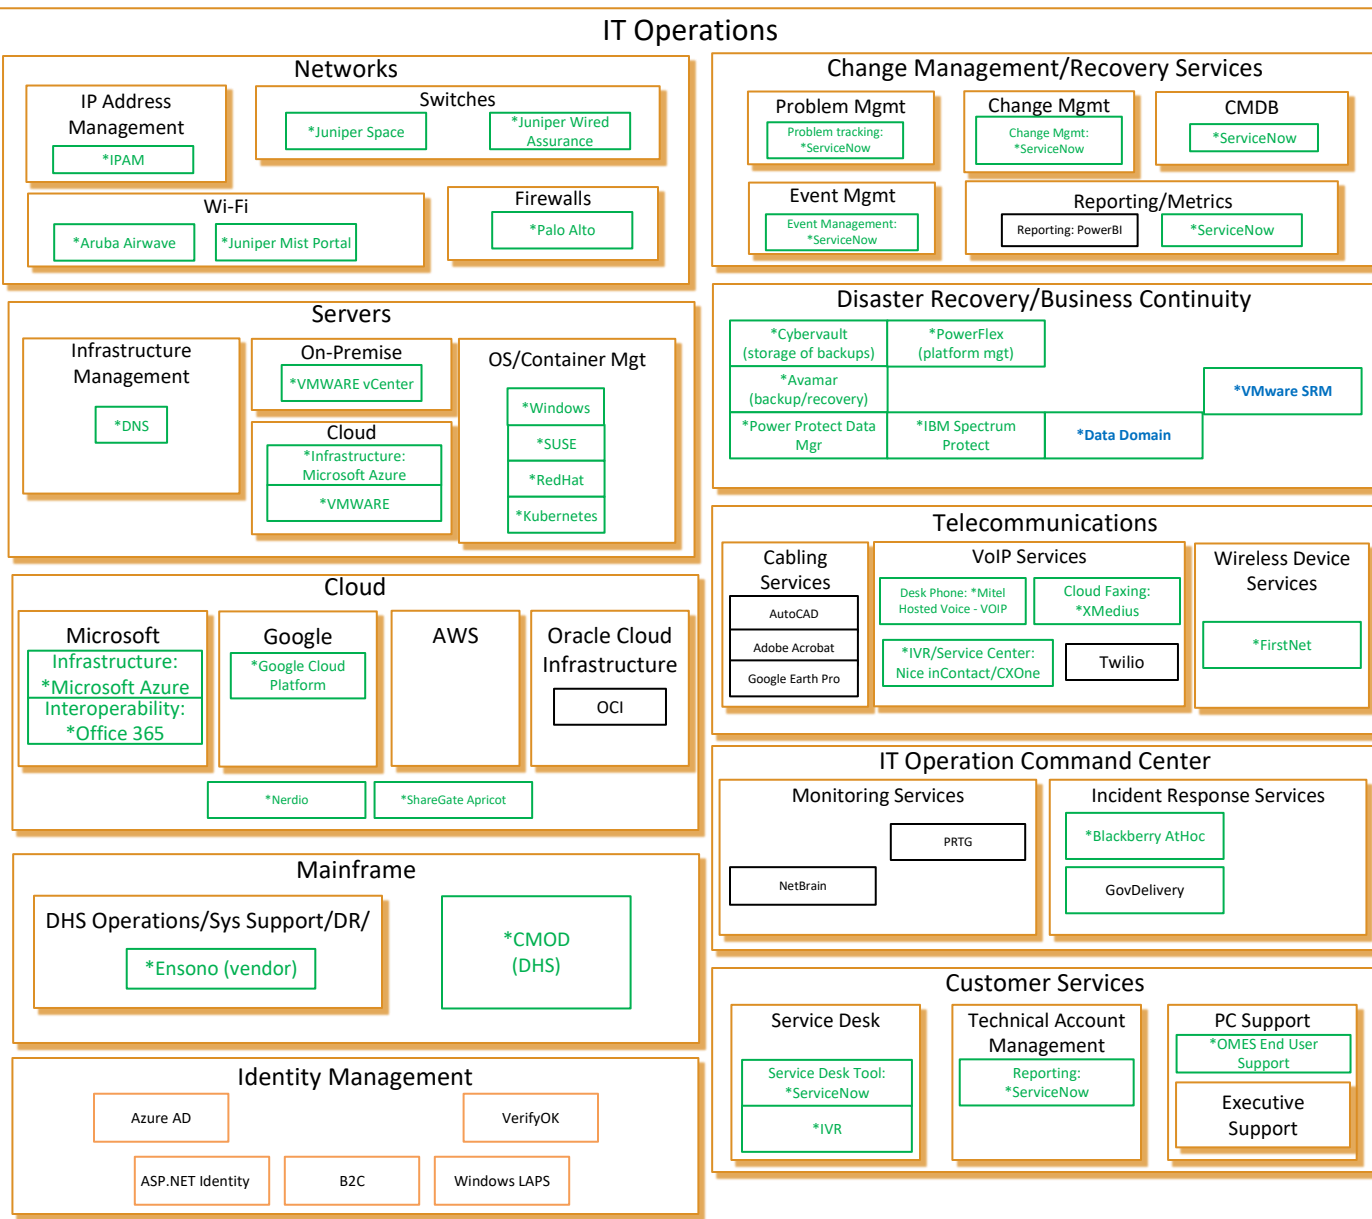 IT Operations
Networks
IP Address
Management
*IPAM
Switches
*Juniper Space
*Juniper Wired
Assurance
Wi-Fi
*Aruba Airwave
*Juniper Mist Portal
Firewalls
*Palo Alto
Servers
Infrastructure
Management
*DNS
On-Premise
*VMWARE vCenter
Cloud
*Infrastructure:
Microsoft Azure
*VMWARE
OS/Container Mgt
*Windows
*SUSE
*RedHat
*Kubernetes
Cloud
Microsoft
Infrastructure:
*Microsoft Azure
Interoperability:
*Office 365
Google
*Google Cloud
Platform
AWS
Oracle Cloud
Infrastructure
OCI
*Nerdio
*ShareGate Apricot
Mainframe
DHS Operations/Sys Support/DR/
*Ensono (vendor)
*CMOD
(DHS)
Identity Management
Azure AD
VerifyOK
ASP.NET Identity
B2C
Windows LAPS
Change Management/Recovery Services
Problem Mgmt
Problem tracking:
*ServiceNow
Change Mgmt
Change Mgmt:
*ServiceNow
CMDB
*ServiceNow
Event Mgmt
Event Management:
*ServiceNow
Reporting/Metrics
Reporting: PowerBI
*ServiceNow
Disaster Recovery/Business Continuity
*Cybervault
(storage of backups)
*PowerFlex
(platform mgt)
*Avamar
(backup/recovery)
*VMware SRM
*Power Protect Data
Mgr
*IBM Spectrum
Protect
*Data Domain
Telecommunications
Cabling
Services
AutoCAD
Adobe Acrobat
Google Earth Pro
VoIP Services
Desk Phone: *Mitel
Hosted Voice - VOIP
Cloud Faxing:
*XMedius
*IVR/Service Center:
Nice inContact/CXOne
Twilio
Wireless Device
Services
*FirstNet
IT Operation Command Center
Monitoring Services
PRTG
NetBrain
Incident Response Services
*Blackberry AtHoc
GovDelivery
Customer Services
Service Desk
Service Desk Tool:
*ServiceNow
*IVR
Technical Account
Management
Reporting:
*ServiceNow
PC Support
*OMES End User
Support
Executive
Support